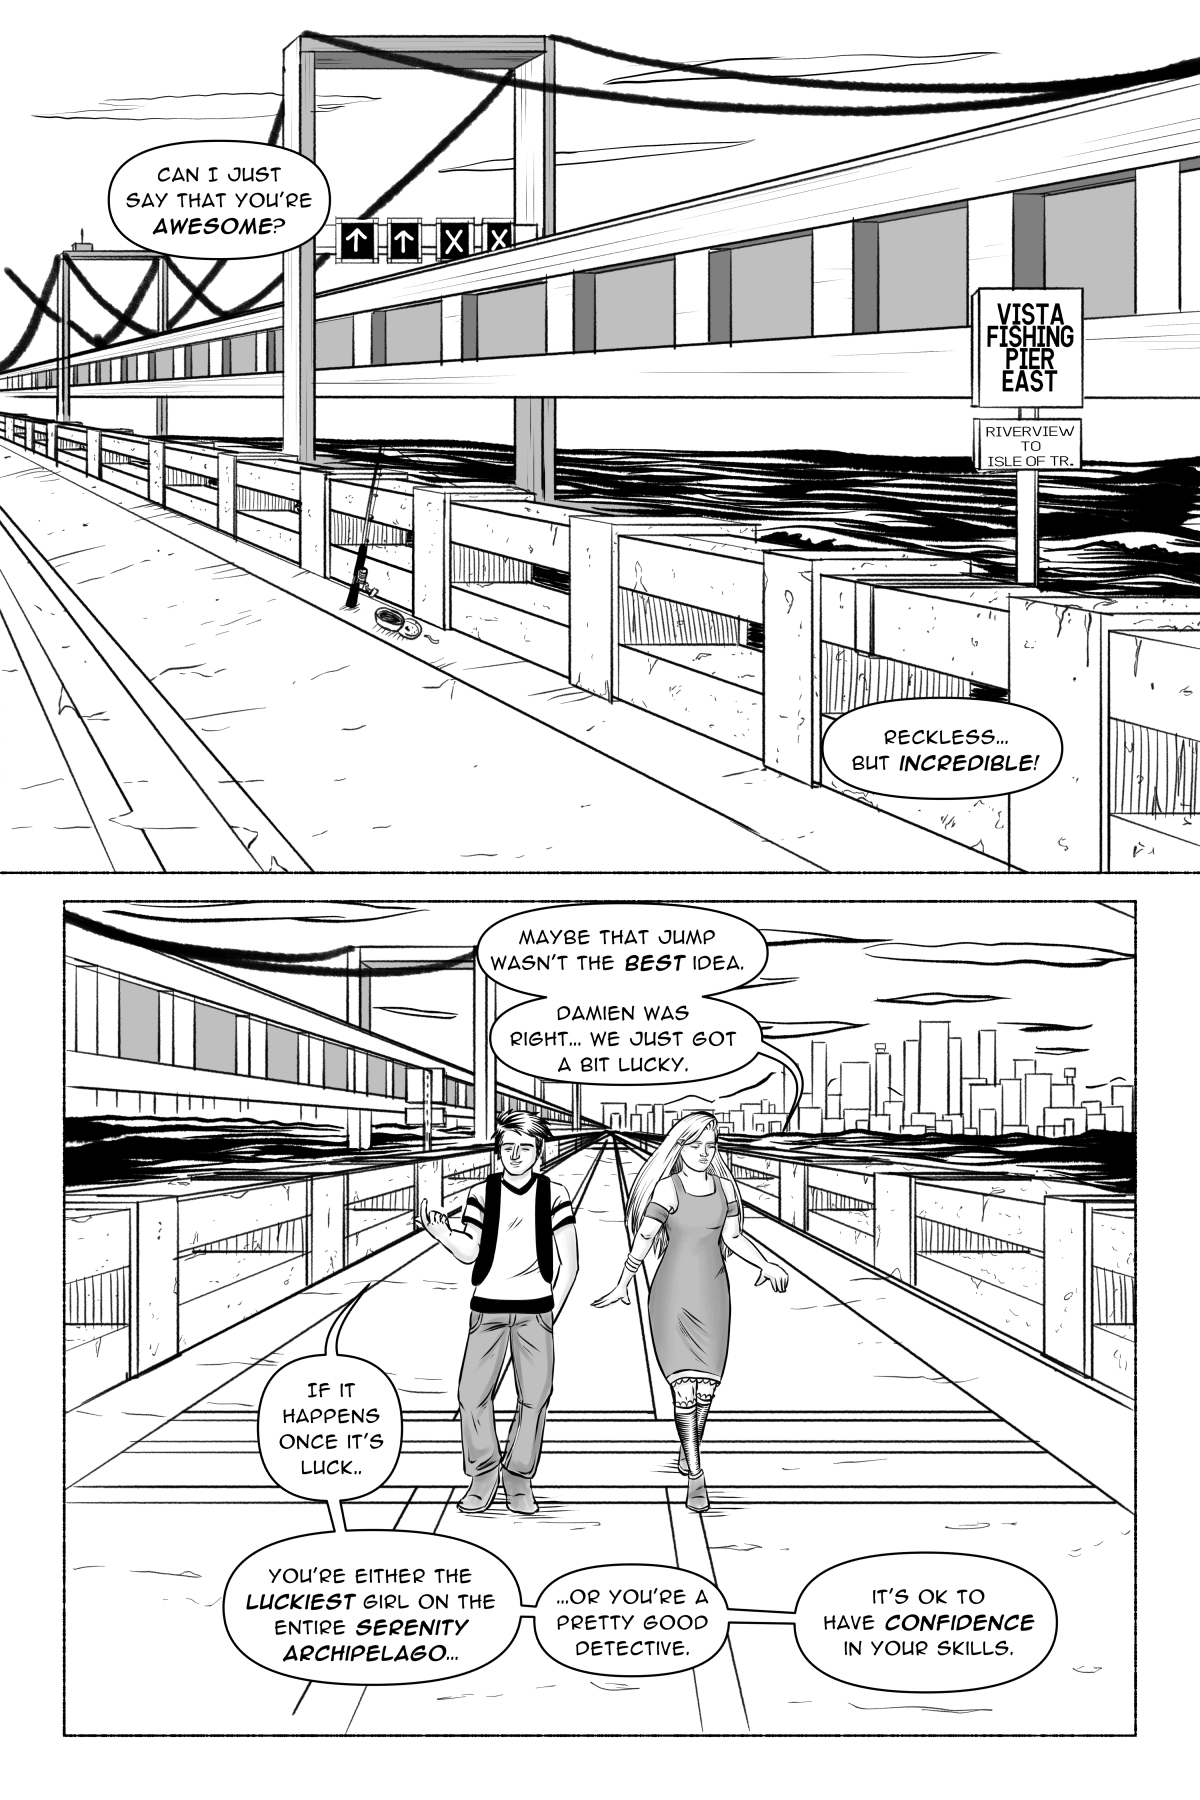 CAN I JUST
SAY THAT YOU'RE
AWESOME?
VISTA
FISHING
PIER
EAST
RIVERVIEW
TO
ISLE OF TR.
RECKLESS...
BUT INCREDIBLE!
MAYBE THAT JUMP
WASN'T THE BEST IDEA.
DAMIEN WAS
RIGHT... WE JUST GOT
A BIT LUCKY.
IF IT
HAPPENS
ONCE IT'S
LUCK..
YOU'RE EITHER THE
LUCKIEST GIRL ON THE
ENTIRE SERENITY
ARCHIPELAGO...
...OR YOU'RE A
PRETTY GOOD
DETECTIVE.
IT'S OK TO
HAVE CONFIDENCE
IN YOUR SKILLS.